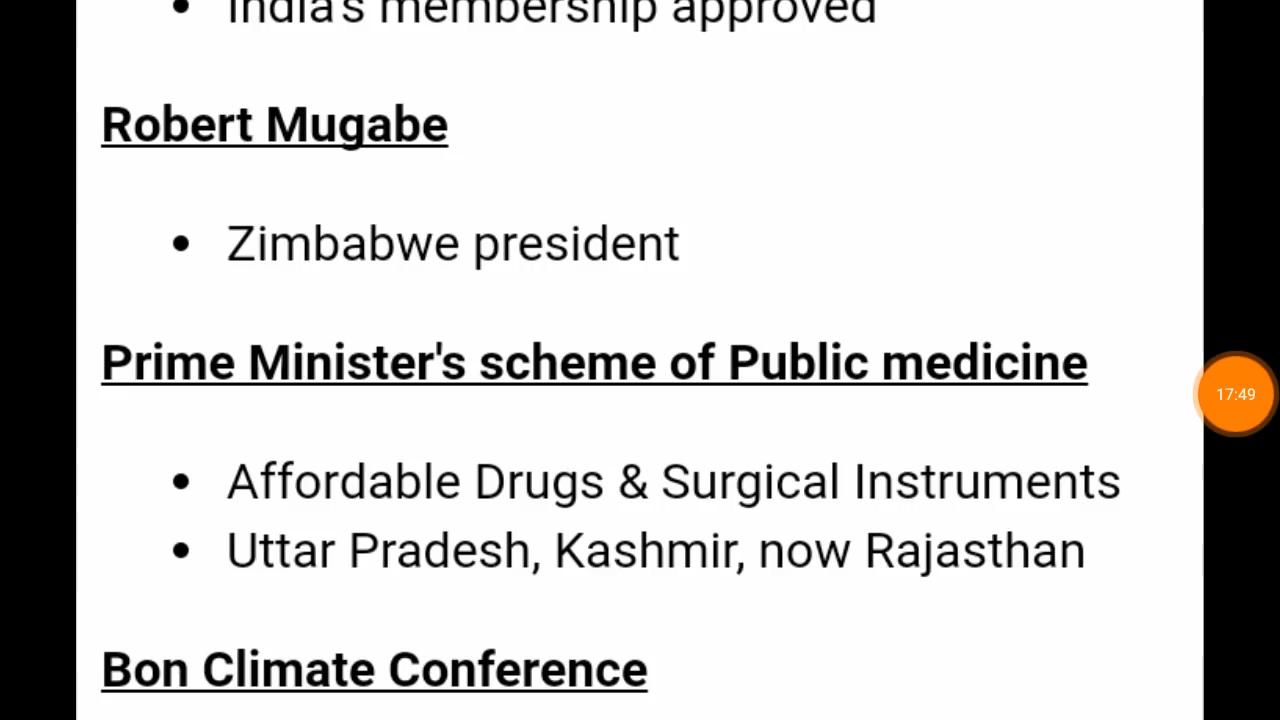 India's membership approved
Robert Mugabe
Zimbabwe president
Prime Minister's scheme of Public medicine
17:49
Affordable Drugs & Surgical Instruments
Uttar Pradesh, Kashmir, now Rajasthan
Bon Climate Conference